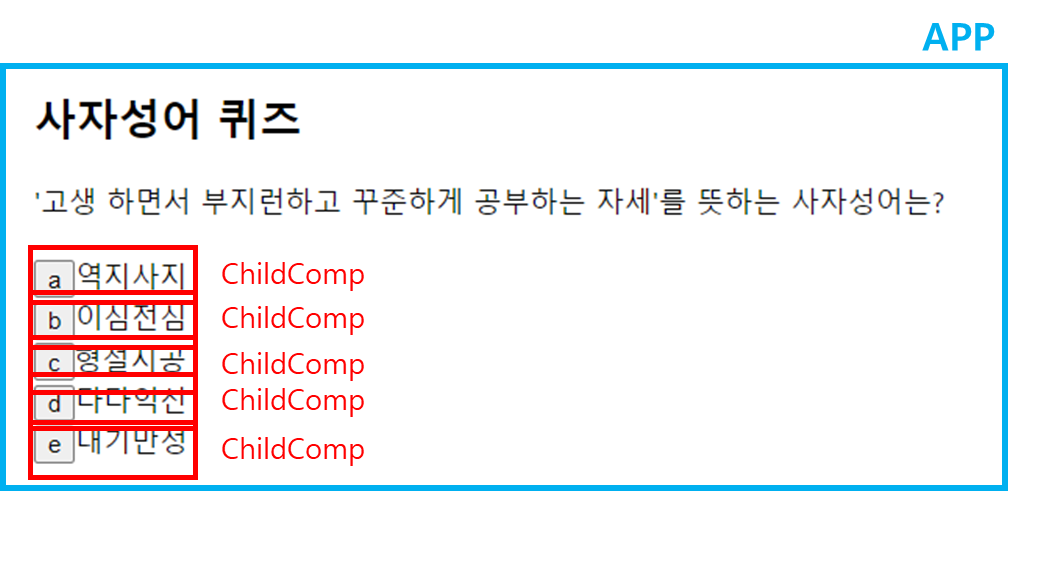 APP
사자성어 퀴즈
'고생 하면서 부지런하고 꾸준하게 공부하는 자세'를 뜻하는 사자성어는?
a 역지사지 ChildComp
b 이심전심 ChildComp
c 형설지공 ChildComp
d 다다익선 ChildComp
e 대기만성 ChildComp